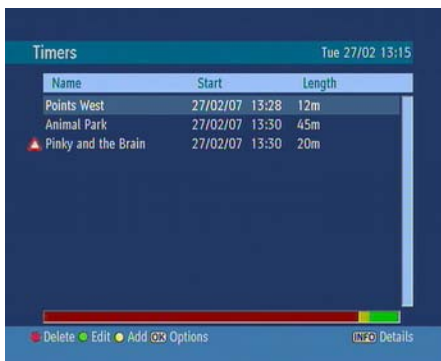 Timers Tue 27/02 13:15
Name Start Length
Points West 27/02/07 13:28 12m
Animal Park 27/02/07 13:30 45m
Pinky and the Brain 27/02/07 13:30 20m
Delete Edit Add OK Options INFO Details